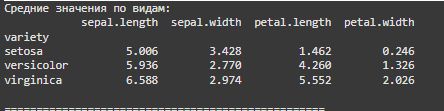 Средние значения по видам:
sepal.length sepal.width petal.length petal.width
variety
setosa 5.006 3.428 1.462 0.246
versicolor 5.936 2.770 4.260 1.326
virginica 6.588 2.974 5.552 2.026
==================================================